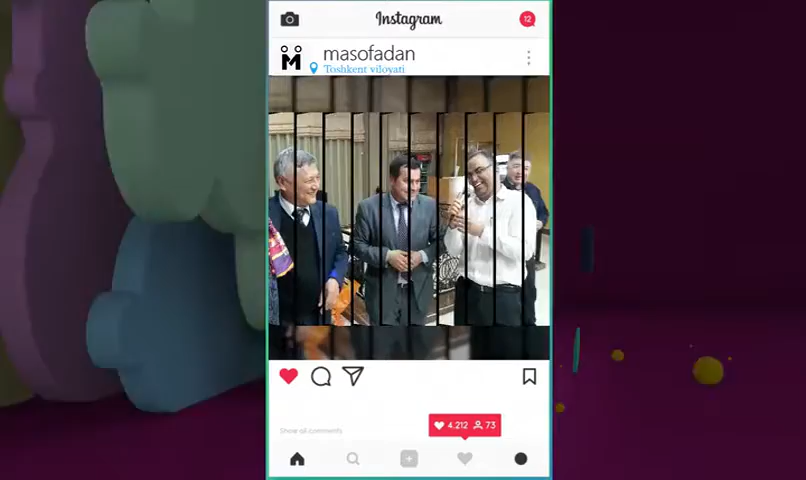 Instagram
12
M
masofadan
Toshkent viloyati
Show all comments
4,212 73